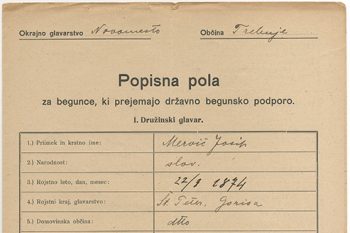 Okrajno glavarstvo Novomesto Občina Trebnje
Popisna pola
za begunce, ki prejemajo državno begunsko podporo.
I. Družinski glavar.
1.) Priimek in krstno ime: Mervič Josip
2.) Narodnost: slov.
3.) Rojstno leto, dan, mesec: 22/8 1874
4.) Rojstni kraj, glavarstvo: Št. Peter, Gorica
5.) Domovinska občina: dtto